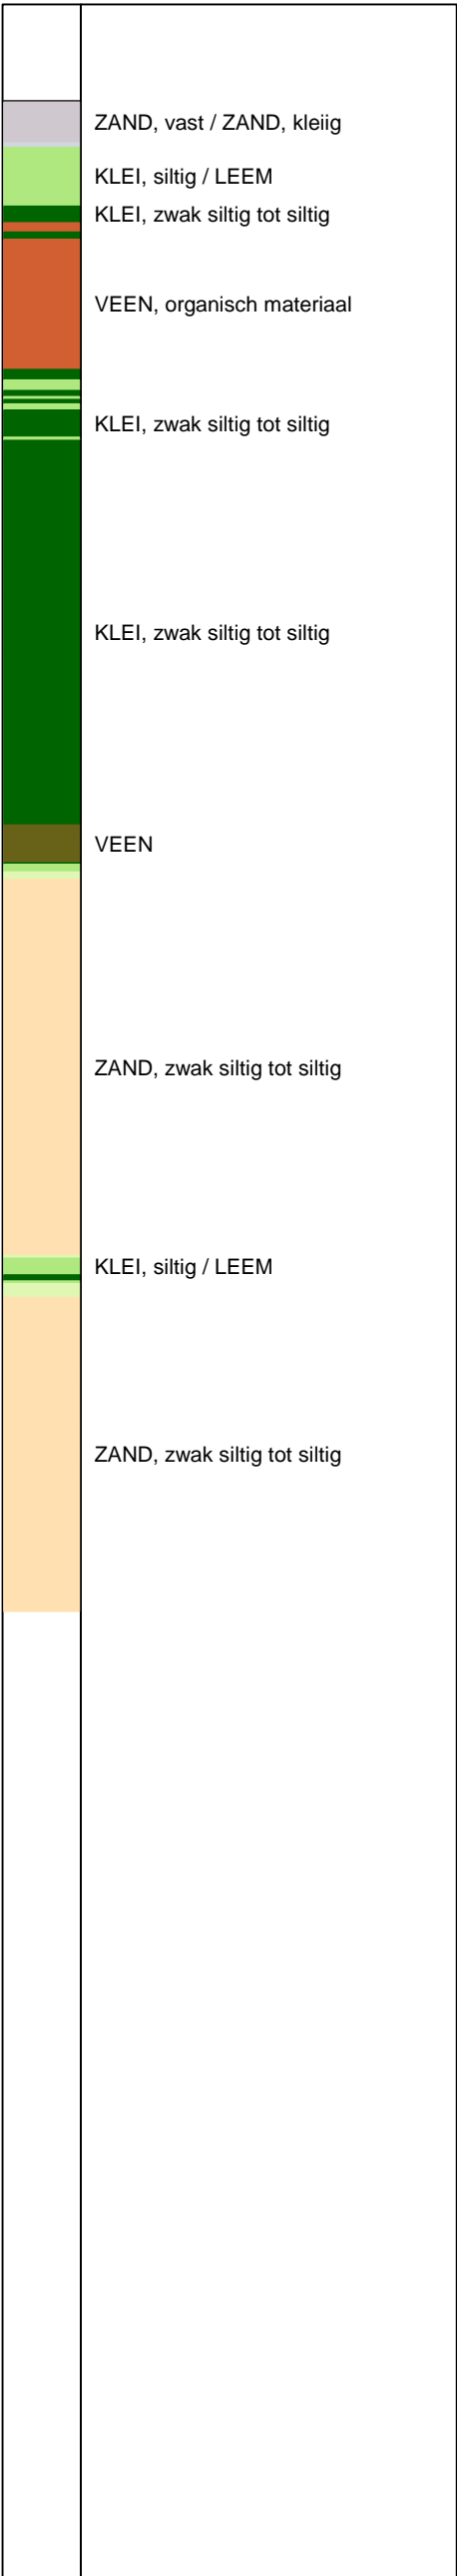 ZAND, vast / ZAND, kleiig
KLEI, siltig / LEEM
KLEI, zwak siltig tot siltig
VEEN, organisch materiaal
KLEI, zwak siltig tot siltig
KLEI, zwak siltig tot siltig
VEEN
ZAND, zwak siltig tot siltig
KLEI, siltig / LEEM
ZAND, zwak siltig tot siltig